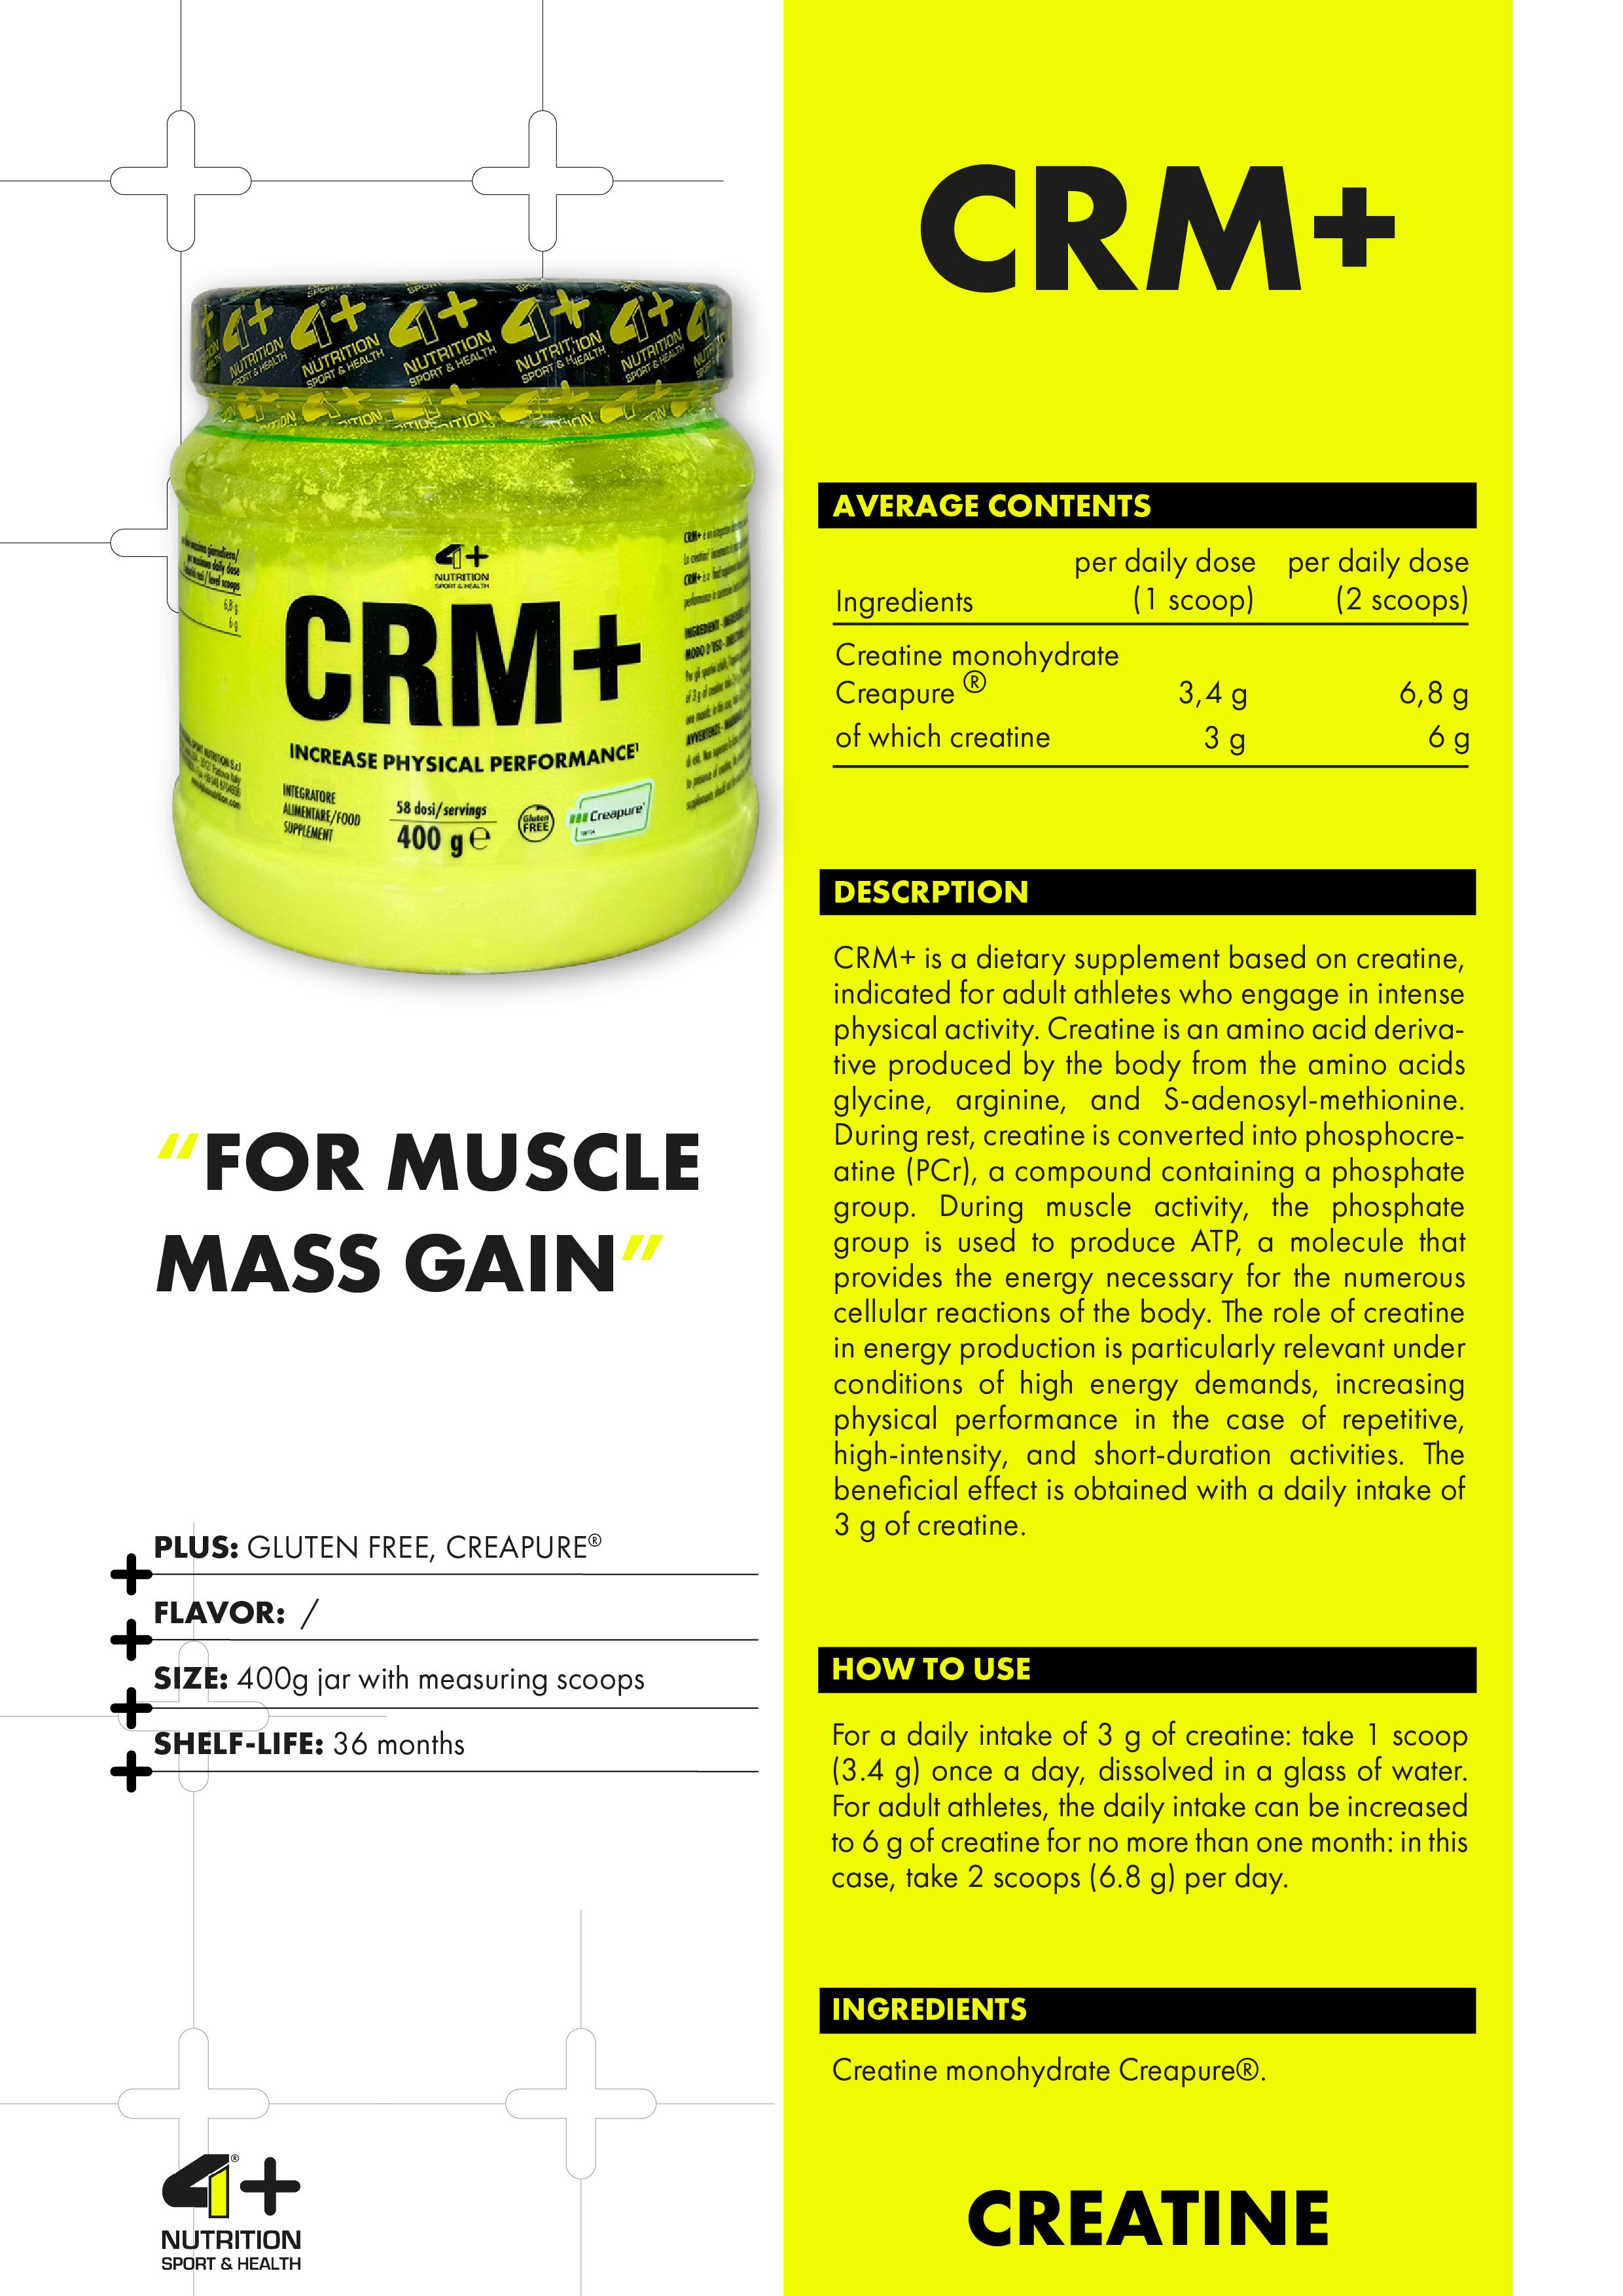 CRM+
4+
NUTRITION
SPORT & HEALTH
CRM+
INCREASE PHYSICAL PERFORMANCE¹
INTEGRATORE
ALIMENTARE/FOOD
SUPPLEMENT
58 dosi/servings
400 g ℮
Gluten
FREE
Creapure®
6,8 g
6 g
"FOR MUSCLE
MASS GAIN"
PLUS: GLUTEN FREE, CREAPURE®
FLAVOR: /
SIZE: 400g jar with measuring scoops
SHELF-LIFE: 36 months
4+®
NUTRITION
SPORT & HEALTH
AVERAGE CONTENTS
Ingredients per daily dose (1 scoop) per daily dose (2 scoops)
Creatine monohydrate
Creapure ® 3,4 g 6,8 g
of which creatine 3 g 6 g
DESCRPTION
CRM+ is a dietary supplement based on creatine,
indicated for adult athletes who engage in intense
physical activity. Creatine is an amino acid deriva-
tive produced by the body from the amino acids
glycine, arginine, and S-adenosyl-methionine.
During rest, creatine is converted into phosphocre-
atine (PCr), a compound containing a phosphate
group. During muscle activity, the phosphate
group is used to produce ATP, a molecule that
provides the energy necessary for the numerous
cellular reactions of the body. The role of creatine
in energy production is particularly relevant under
conditions of high energy demands, increasing
physical performance in the case of repetitive,
high-intensity, and short-duration activities. The
beneficial effect is obtained with a daily intake of
3 g of creatine.
HOW TO USE
For a daily intake of 3 g of creatine: take 1 scoop
(3.4 g) once a day, dissolved in a glass of water.
For adult athletes, the daily intake can be increased
to 6 g of creatine for no more than one month: in this
case, take 2 scoops (6.8 g) per day.
INGREDIENTS
Creatine monohydrate Creapure®.
CREATINE